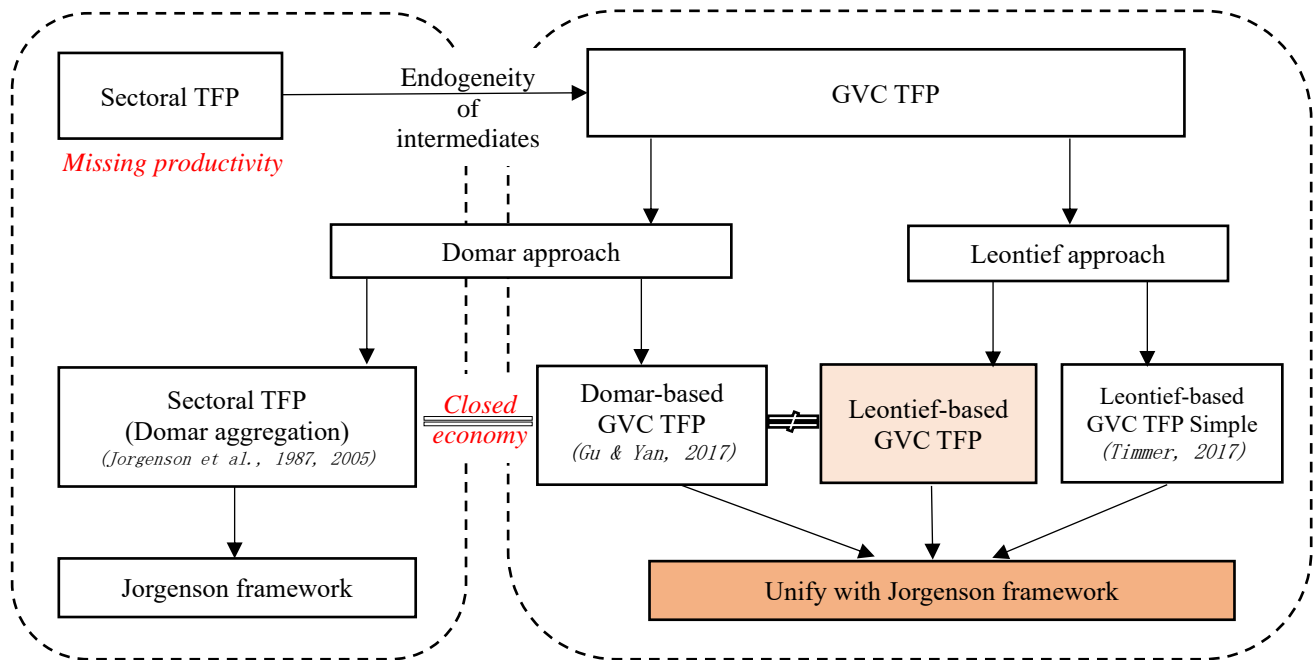 Sectoral TFP
Missing productivity
Endogeneity
of
intermediates
GVC TFP
Domar approach
Leontief approach
Sectoral TFP
(Domar aggregation)
(Jorgenson et al., 1987, 2005)
Closed
economy
Domar-based
GVC TFP
(Gu & Yan, 2017)
Leontief-based
GVC TFP
Leontief-based
GVC TFP Simple
(Timmer, 2017)
Jorgenson framework
Unify with Jorgenson framework